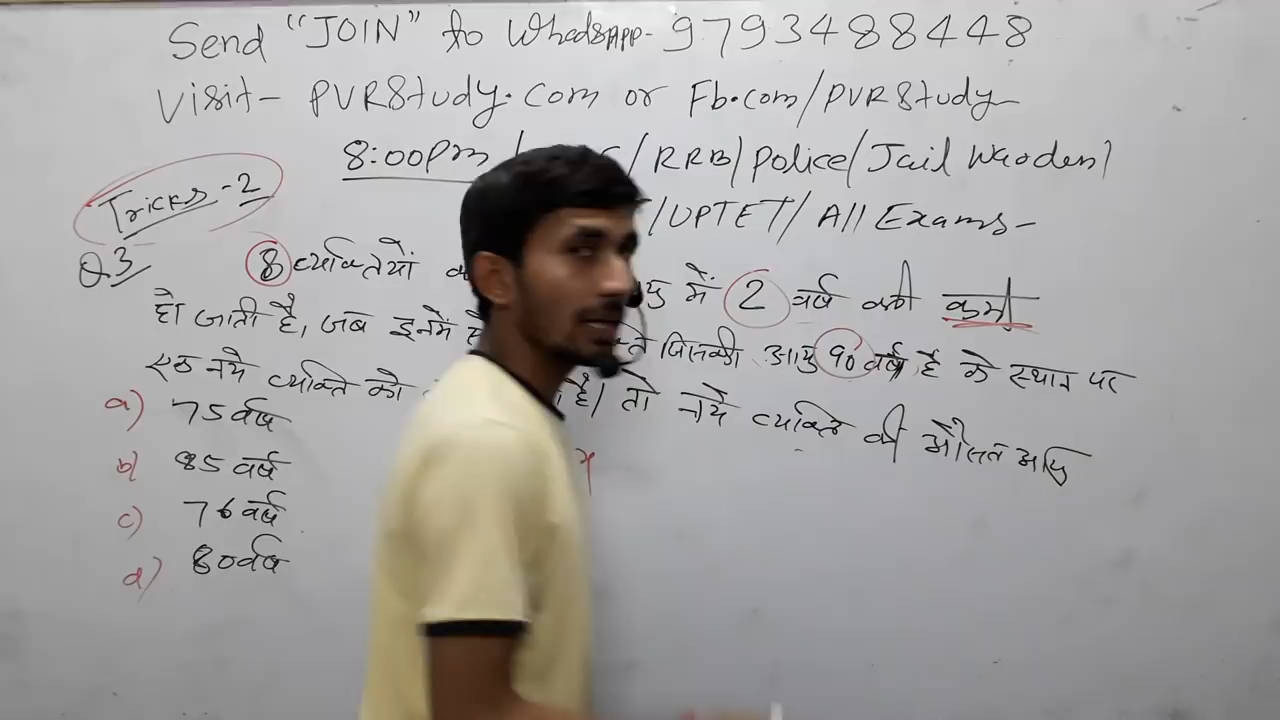 Send "JOIN" to WhatsApp- 9793488448
Visit- PVRStudy.com or Fb.com/PVRStudy
8:00pm / /RRB/Police/Jail Warden/
Tricks-2
/UPTET/All Exams-
Q.3 8 व्यक्तियों में 2 वर्ष की कमी
हो जाती है, जब इनमें जिसकी आयु 90 वर्ष है के स्थान पर
एक नये व्यक्ति को है। तो नये व्यक्ति की औसत आयु
a) 75 वर्ष
b) 85 वर्ष
c) 76 वर्ष
d) 80 वर्ष